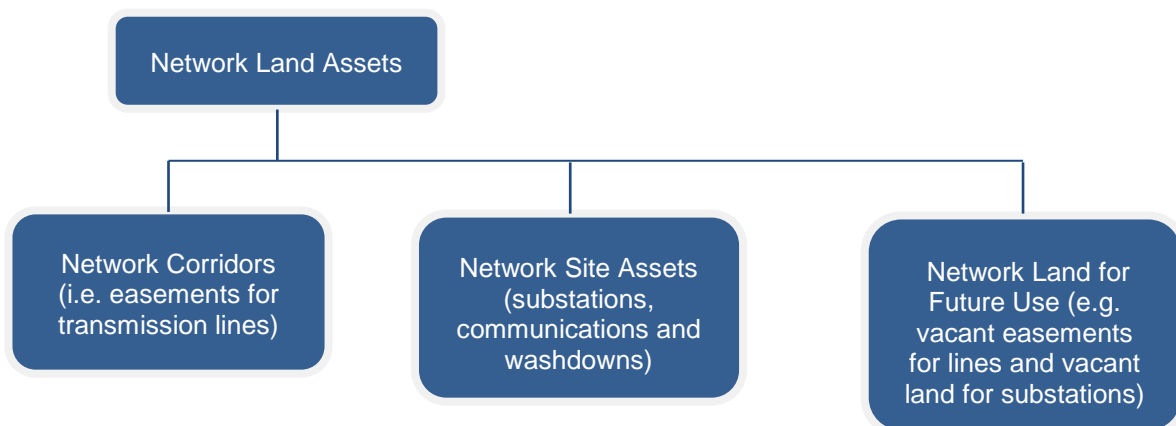 Network Land Assets
Network Corridors
(i.e. easements for
transmission lines)
Network Site Assets
(substations,
communications and
washdowns)
Network Land for
Future Use (e.g.
vacant easements
for lines and vacant
land for substations)